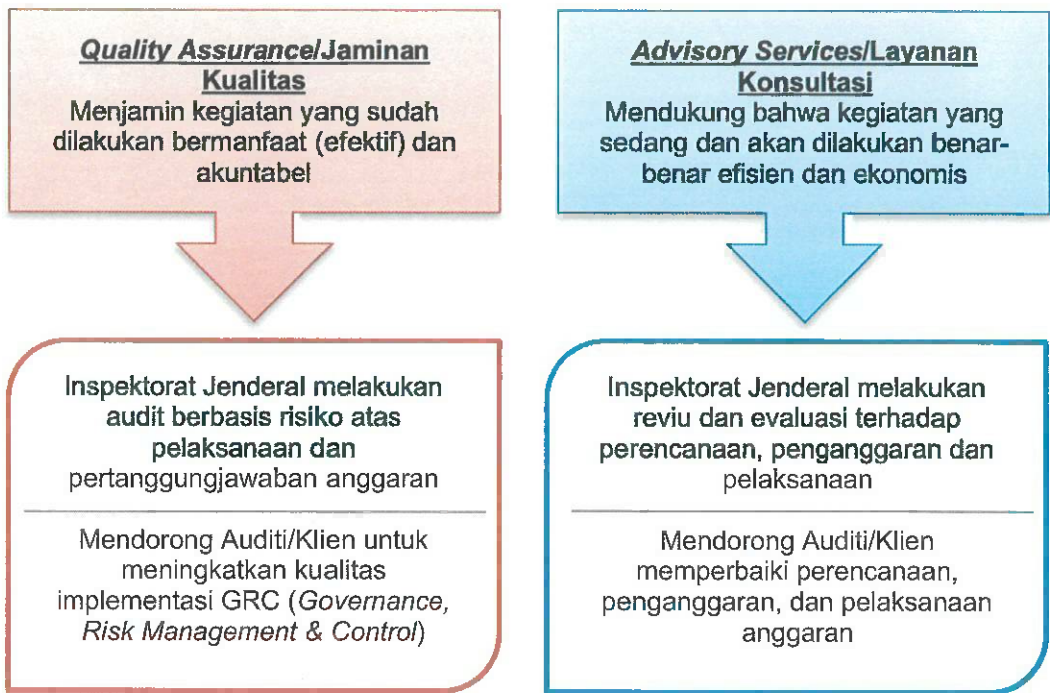 Quality Assurance/Jaminan
Kualitas
Menjamin kegiatan yang sudah
dilakukan bermanfaat (efektif) dan
akuntabel
Advisory Services/Layanan
Konsultasi
Mendukung bahwa kegiatan yang
sedang dan akan dilakukan benar-
benar efisien dan ekonomis
Inspektorat Jenderal melakukan
audit berbasis risiko atas
pelaksanaan dan
pertanggungjawaban anggaran
Mendorong Auditi/Klien untuk
meningkatkan kualitas
implementasi GRC (Governance,
Risk Management & Control)
Inspektorat Jenderal melakukan
reviu dan evaluasi terhadap
perencanaan, penganggaran dan
pelaksanaan
Mendorong Auditi/Klien
memperbaiki perencanaan,
penganggaran, dan pelaksanaan
anggaran